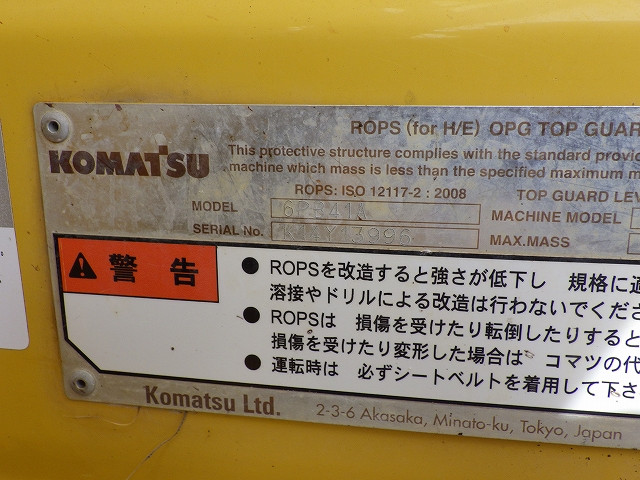 ROPS (for H/E) OPG TOP GUAR
KOMATSU
This protective structure complies with the standard provid
machine which mass is less than the specified maximum m
ROPS: ISO 12117-2 : 2008 TOP GUARD LEV
MODEL
MACHINE MODEL
SERIAL No.
MAX.MASS
警告
● ROPSを改造すると強さが低下し 規格に適
溶接やドリルによる改造は行わないでくださ
● ROPSは 損傷を受けたり転倒したりすると
損傷を受けたり変形した場合は コマツの代
● 運転時は 必ずシートベルトを着用して下さ
Komatsu Ltd. 2-3-6 Akasaka, Minato-ku, Tokyo, Japan